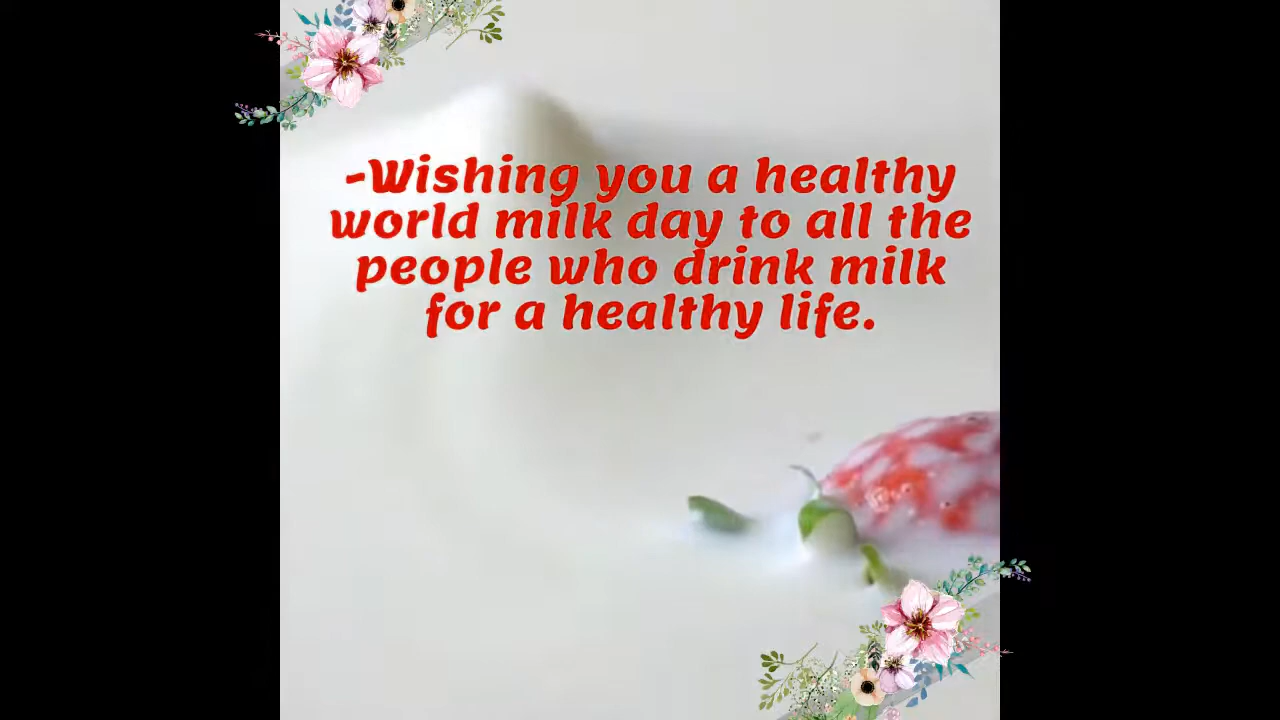 -Wishing you a healthy
world milk day to all the
people who drink milk
for a healthy life.